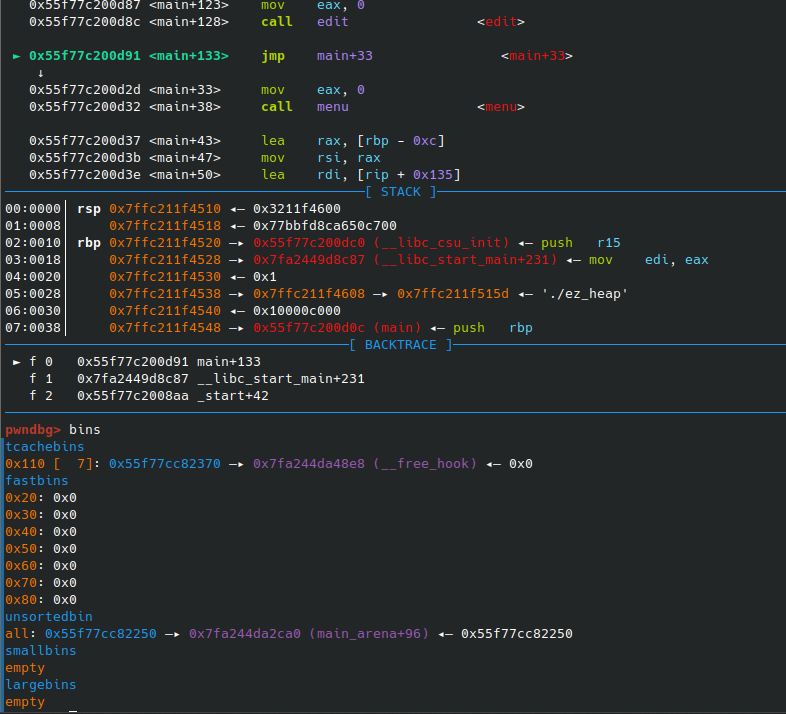 0x55f77c200d87 <main+123> mov eax, 0
0x55f77c200d8c <main+128> call edit <edit>
► 0x55f77c200d91 <main+133> jmp main+33 <main+33>
↓
0x55f77c200d2d <main+33> mov eax, 0
0x55f77c200d32 <main+38> call menu <menu>
0x55f77c200d37 <main+43> lea rax, [rbp - 0xc]
0x55f77c200d3b <main+47> mov rsi, rax
0x55f77c200d3e <main+50> lea rdi, [rip + 0x135]
[ STACK ]
00:0000│ rsp 0x7ffc211f4510 ◂— 0x3211f4600
01:0008│ 0x7ffc211f4518 ◂— 0x77bbfd8ca650c700
02:0010│ rbp 0x7ffc211f4520 —▸ 0x55f77c200dc0 (__libc_csu_init) ◂— push r15
03:0018│ 0x7ffc211f4528 —▸ 0x7fa2449d8c87 (__libc_start_main+231) ◂— mov edi, eax
04:0020│ 0x7ffc211f4530 ◂— 0x1
05:0028│ 0x7ffc211f4538 —▸ 0x7ffc211f4608 —▸ 0x7ffc211f515d ◂— './ez_heap'
06:0030│ 0x7ffc211f4540 ◂— 0x10000c000
07:0038│ 0x7ffc211f4548 —▸ 0x55f77c200d0c (main) ◂— push rbp
[ BACKTRACE ]
► f 0 0x55f77c200d91 main+133
f 1 0x7fa2449d8c87 __libc_start_main+231
f 2 0x55f77c2008aa _start+42
pwndbg> bins
tcachebins
0x110 [ 7]: 0x55f77cc82370 —▸ 0x7fa244da48e8 (__free_hook) ◂— 0x0
fastbins
0x20: 0x0
0x30: 0x0
0x40: 0x0
0x50: 0x0
0x60: 0x0
0x70: 0x0
0x80: 0x0
unsortedbin
all: 0x55f77cc82250 —▸ 0x7fa244da2ca0 (main_arena+96) ◂— 0x55f77cc82250
smallbins
empty
largebins
empty